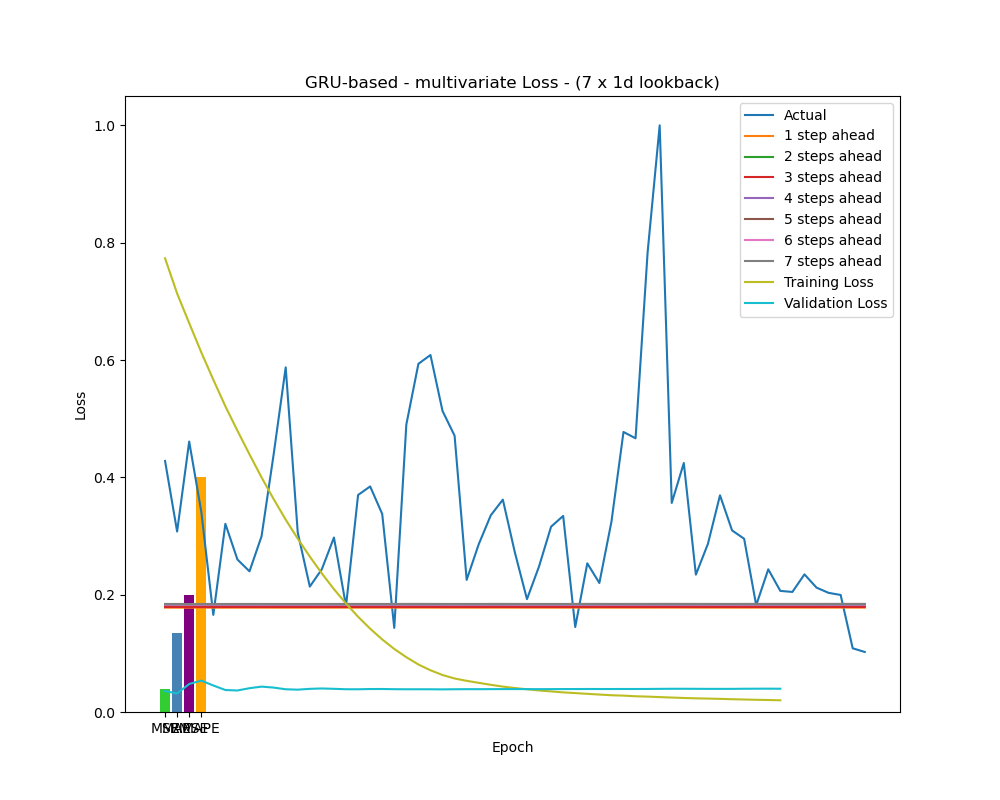 GRU-based - multivariate Loss - (7 x 1d lookback)
Actual
1 step ahead
2 steps ahead
3 steps ahead
4 steps ahead
5 steps ahead
6 steps ahead
7 steps ahead
Training Loss
Validation Loss
1.0
0.8
0.6
0.4
0.2
0.0
Loss
Epoch